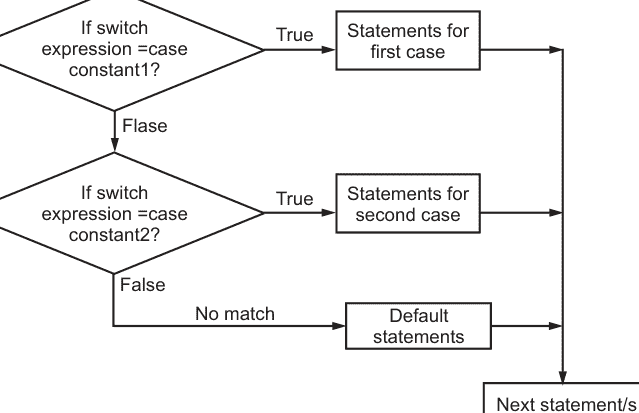 If switch
expression =case
constant1?
True
Statements for
first case
Flase
If switch
expression =case
constant2?
True
Statements for
second case
False
No match
Default
statements
Next statement/s